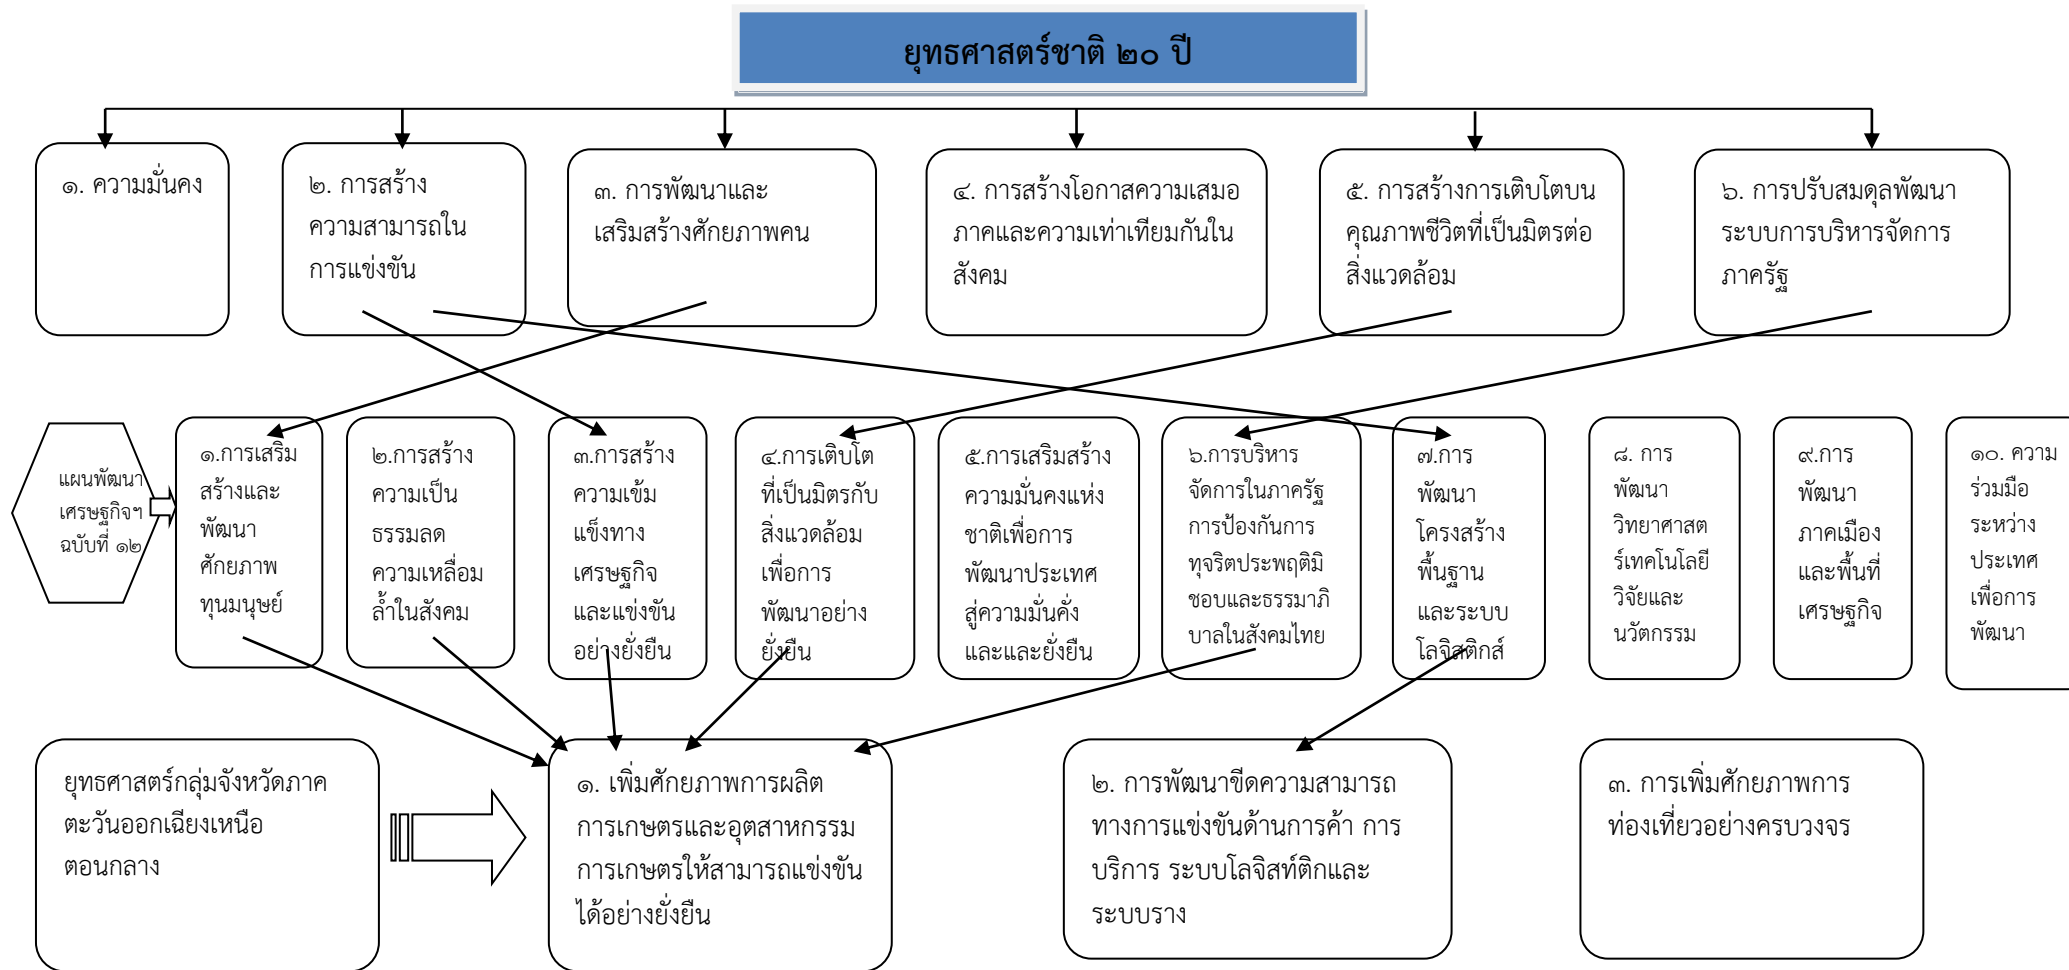 ยุทธศาสตร์ชาติ ๒๐ ปี
๑. ความมั่นคง
๒. การสร้าง
ความสามารถใน
การแข่งขัน
๓. การพัฒนาและ
เสริมสร้างศักยภาพคน
๔. การสร้างโอกาสความเสมอ
ภาคและความเท่าเทียมกันใน
สังคม
๕. การสร้างการเติบโตบน
คุณภาพชีวิตที่เป็นมิตรต่อ
สิ่งแวดล้อม
๖. การปรับสมดุลพัฒนา
ระบบการบริหารจัดการ
ภาครัฐ
แผนพัฒนา
เศรษฐกิจฯ
ฉบับที่ ๑๒
๑.การเสริม
สร้างและ
พัฒนา
ศักยภาพ
ทุนมนุษย์
๒.การสร้าง
ความเป็น
ธรรมลด
ความเหลื่อม
ล้ำในสังคม
๓.การสร้าง
ความเข้ม
แข็งทาง
เศรษฐกิจ
และแข่งขัน
อย่างยั่งยืน
๔.การเติบโต
ที่เป็นมิตรกับ
สิ่งแวดล้อม
เพื่อการ
พัฒนาอย่าง
ยั่งยืน
๕.การเสริมสร้าง
ความมั่นคงแห่ง
ชาติเพื่อการ
พัฒนาประเทศ
สู่ความมั่นคั่ง
และและยั่งยืน
๖.การบริหาร
จัดการในภาครัฐ
การป้องกันการ
ทุจริตประพฤติมิ
ชอบและธรรมาภิ
บาลในสังคมไทย
๗.การ
พัฒนา
โครงสร้าง
พื้นฐาน
และระบบ
โลจิสติกส์
๘. การ
พัฒนา
วิทยาศาสต
ร์เทคโนโลยี
วิจัยและ
นวัตกรรม
๙.การ
พัฒนา
ภาคเมือง
และพื้นที่
เศรษฐกิจ
๑๐. ความ
ร่วมมือ
ระหว่าง
ประเทศ
เพื่อการ
พัฒนา
ยุทธศาสตร์กลุ่มจังหวัดภาค
ตะวันออกเฉียงเหนือ
ตอนกลาง
๑. เพิ่มศักยภาพการผลิต
การเกษตรและอุตสาหกรรม
การเกษตรให้สามารถแข่งขัน
ได้อย่างยั่งยืน
๒. การพัฒนาขีดความสามารถ
ทางการแข่งขันด้านการค้า การ
บริการ ระบบโลจิสท์ติกและ
ระบบราง
๓. การเพิ่มศักยภาพการ
ท่องเที่ยวอย่างครบวงจร